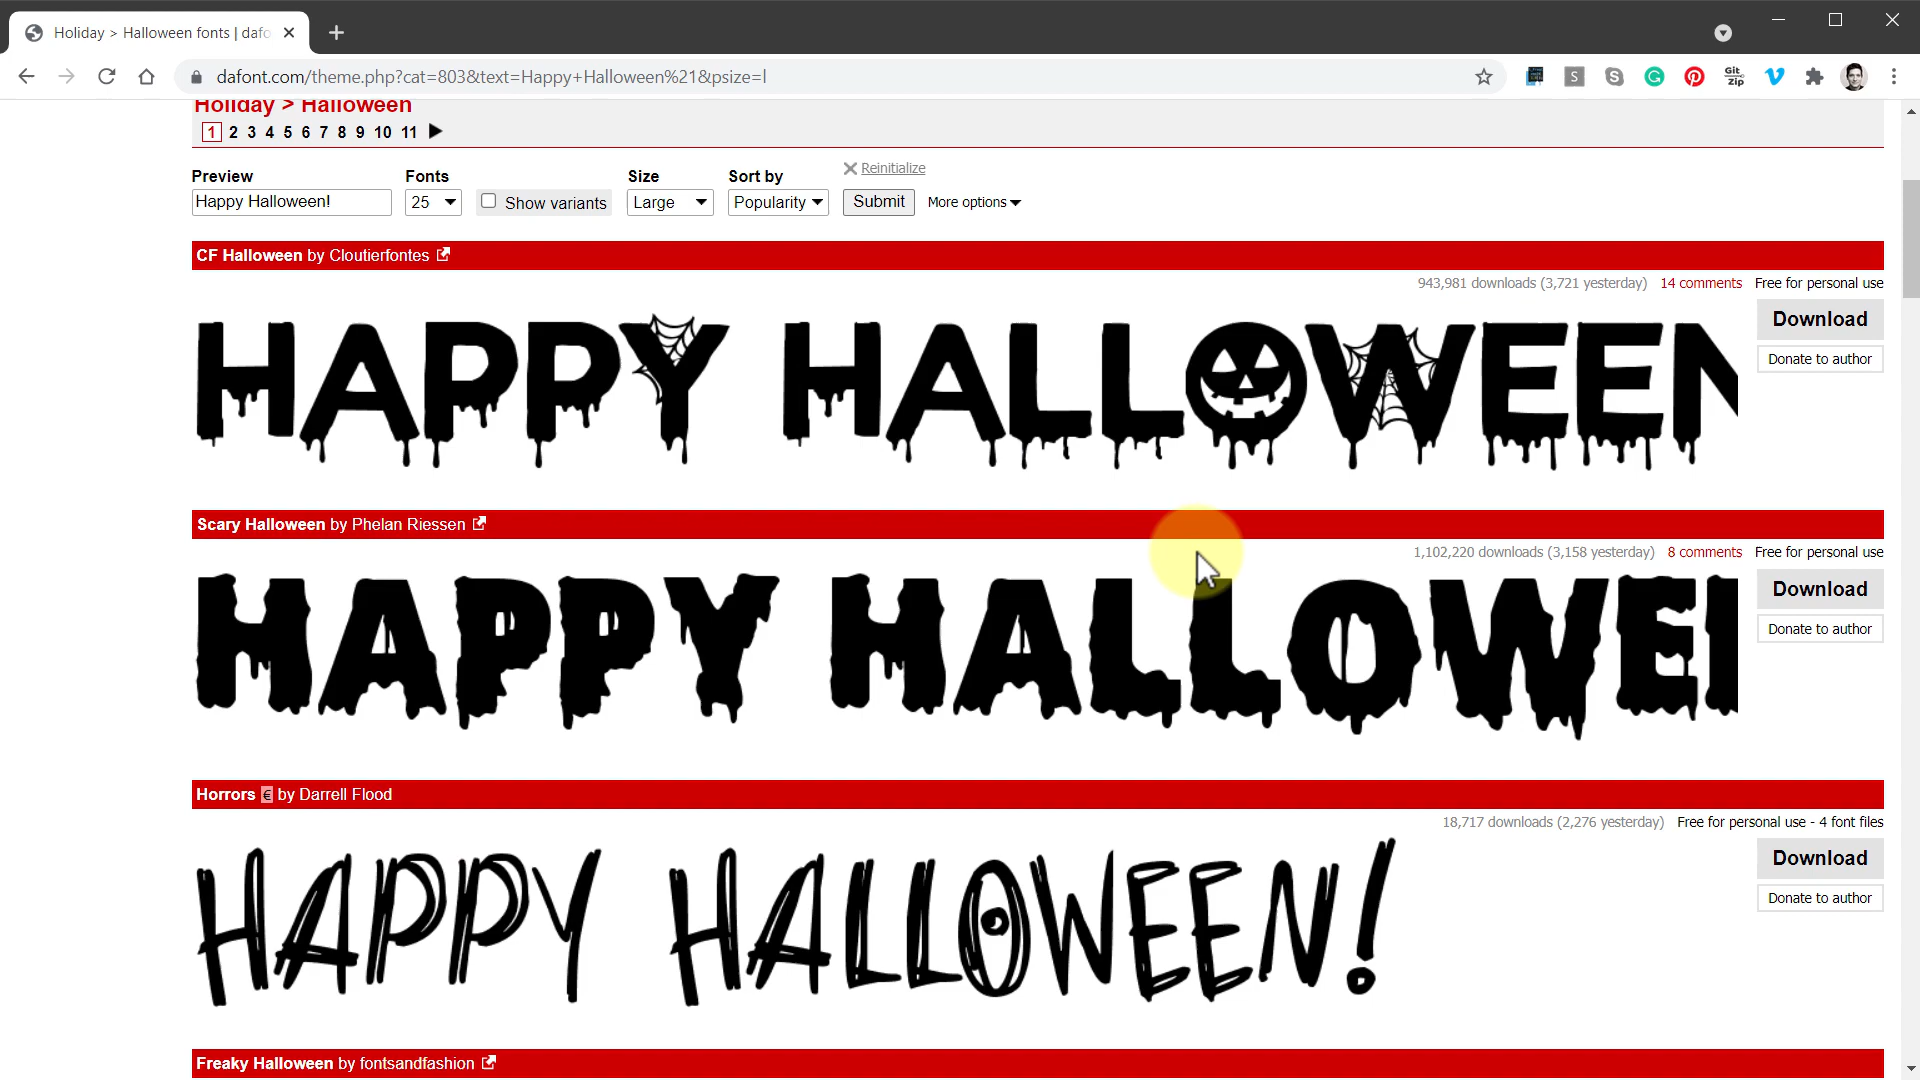 Holiday > Halloween fonts | dafo
dafont.com/theme.php?cat=803&text=Happy+Halloween%21&psize=l
S
Git
Zip
Holiday > Halloween
1 2 3 4 5 6 7 8 9 10 11
Reinitialize
Preview Fonts Size Sort by
Happy Halloween! 25 Show variants Large Popularity Submit More options
CF Halloween by Cloutierfontes
943,981 downloads (3,721 yesterday) 14 comments Free for personal use
HAPPY HALLOWEEN
Download
Donate to author
Scary Halloween by Phelan Riessen
1,102,220 downloads (3,158 yesterday) 8 comments Free for personal use
HAPPY HALLOWEE
Download
Donate to author
Horrors € by Darrell Flood
18,717 downloads (2,276 yesterday) Free for personal use - 4 font files
HAPPY HALLOWEEN!
Download
Donate to author
Freaky Halloween by fontsandfashion